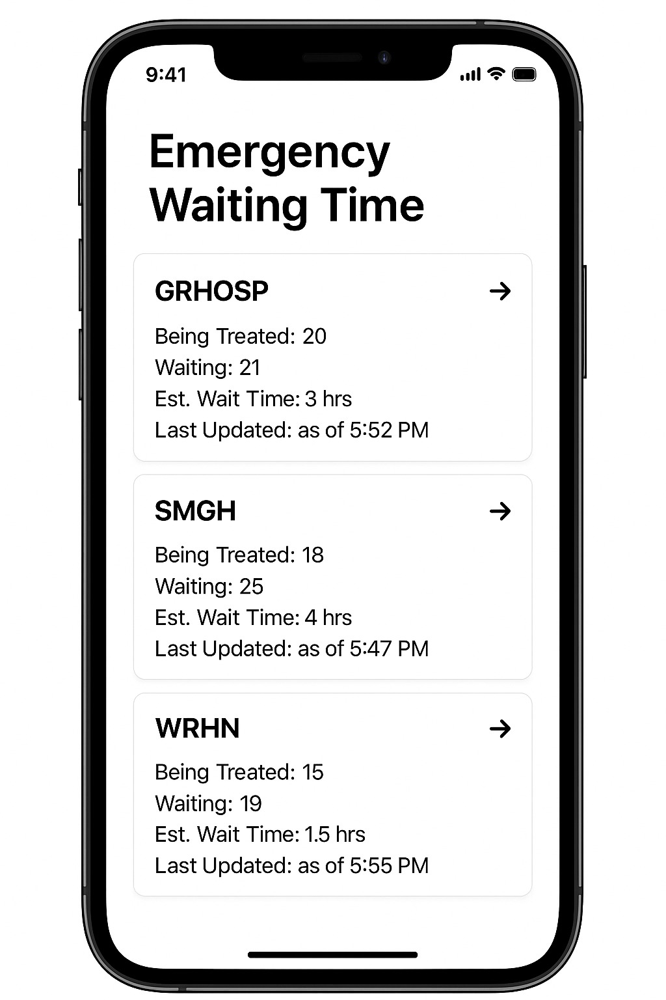 9:41
Emergency
Waiting Time
GRHOSP
Being Treated: 20
Waiting: 21
Est. Wait Time: 3 hrs
Last Updated: as of 5:52 PM
SMGH
Being Treated: 18
Waiting: 25
Est. Wait Time: 4 hrs
Last Updated: as of 5:47 PM
WRHN
Being Treated: 15
Waiting: 19
Est. Wait Time: 1.5 hrs
Last Updated: as of 5:55 PM